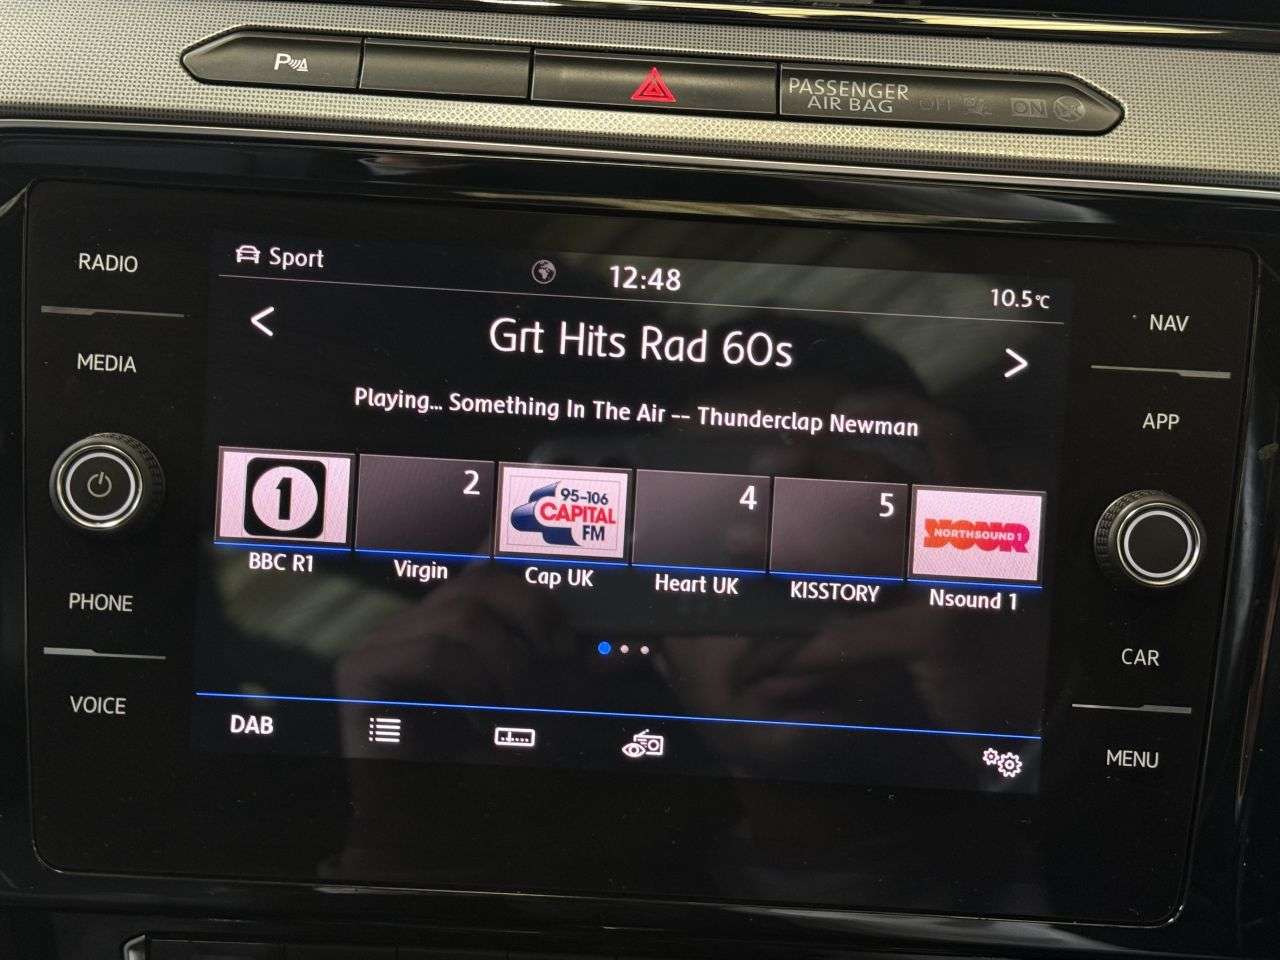 P
PASSENGER
AIR BAG OFF ON
RADIO
MEDIA
PHONE
VOICE
Sport
12:48
10.5°C
<
Grt Hits Rad 60s
>
Playing... Something In The Air -- Thunderclap Newman
1
2
95-106
CAPITAL
FM
4
5
NORTHSOUND 1
BBC R1
Virgin
Cap UK
Heart UK
KISSTORY
Nsound 1
DAB
NAV
APP
CAR
MENU